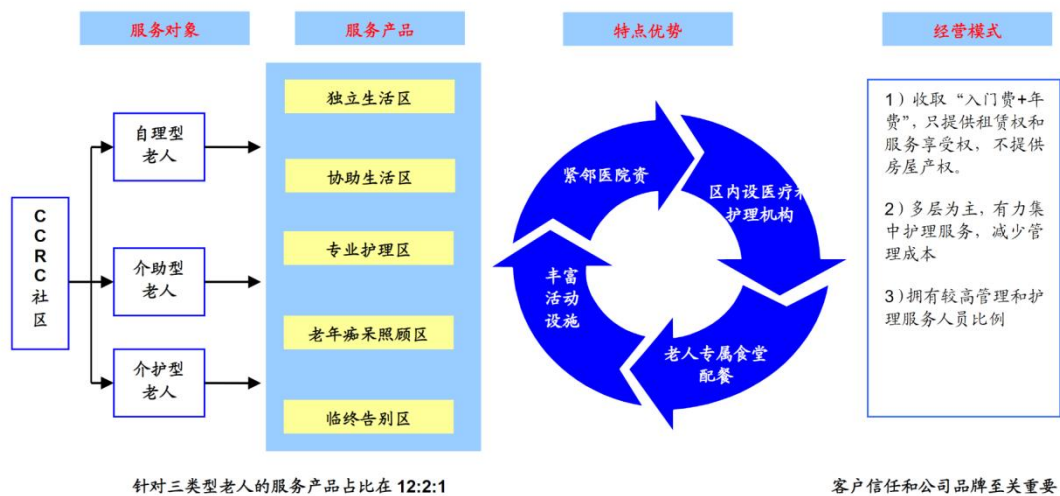 服务对象
服务产品
特点优势
经营模式
CCRC社区
自理型
老人
介助型
老人
介护型
老人
独立生活区
协助生活区
专业护理区
老年痴呆照顾区
临终告别区
紧邻医院资
区内设医疗和
护理机构
老人专属食堂
配餐
丰富
活动
设施
1）收取“入门费+年
费”，只提供租赁权和
服务享受权，不提供
房屋产权。
2）多层为主，有力集
中护理服务，减少管
理成本
3）拥有较高管理和护
理服务人员比例
针对三类型老人的服务产品占比在 12:2:1
客户信任和公司品牌至关重要